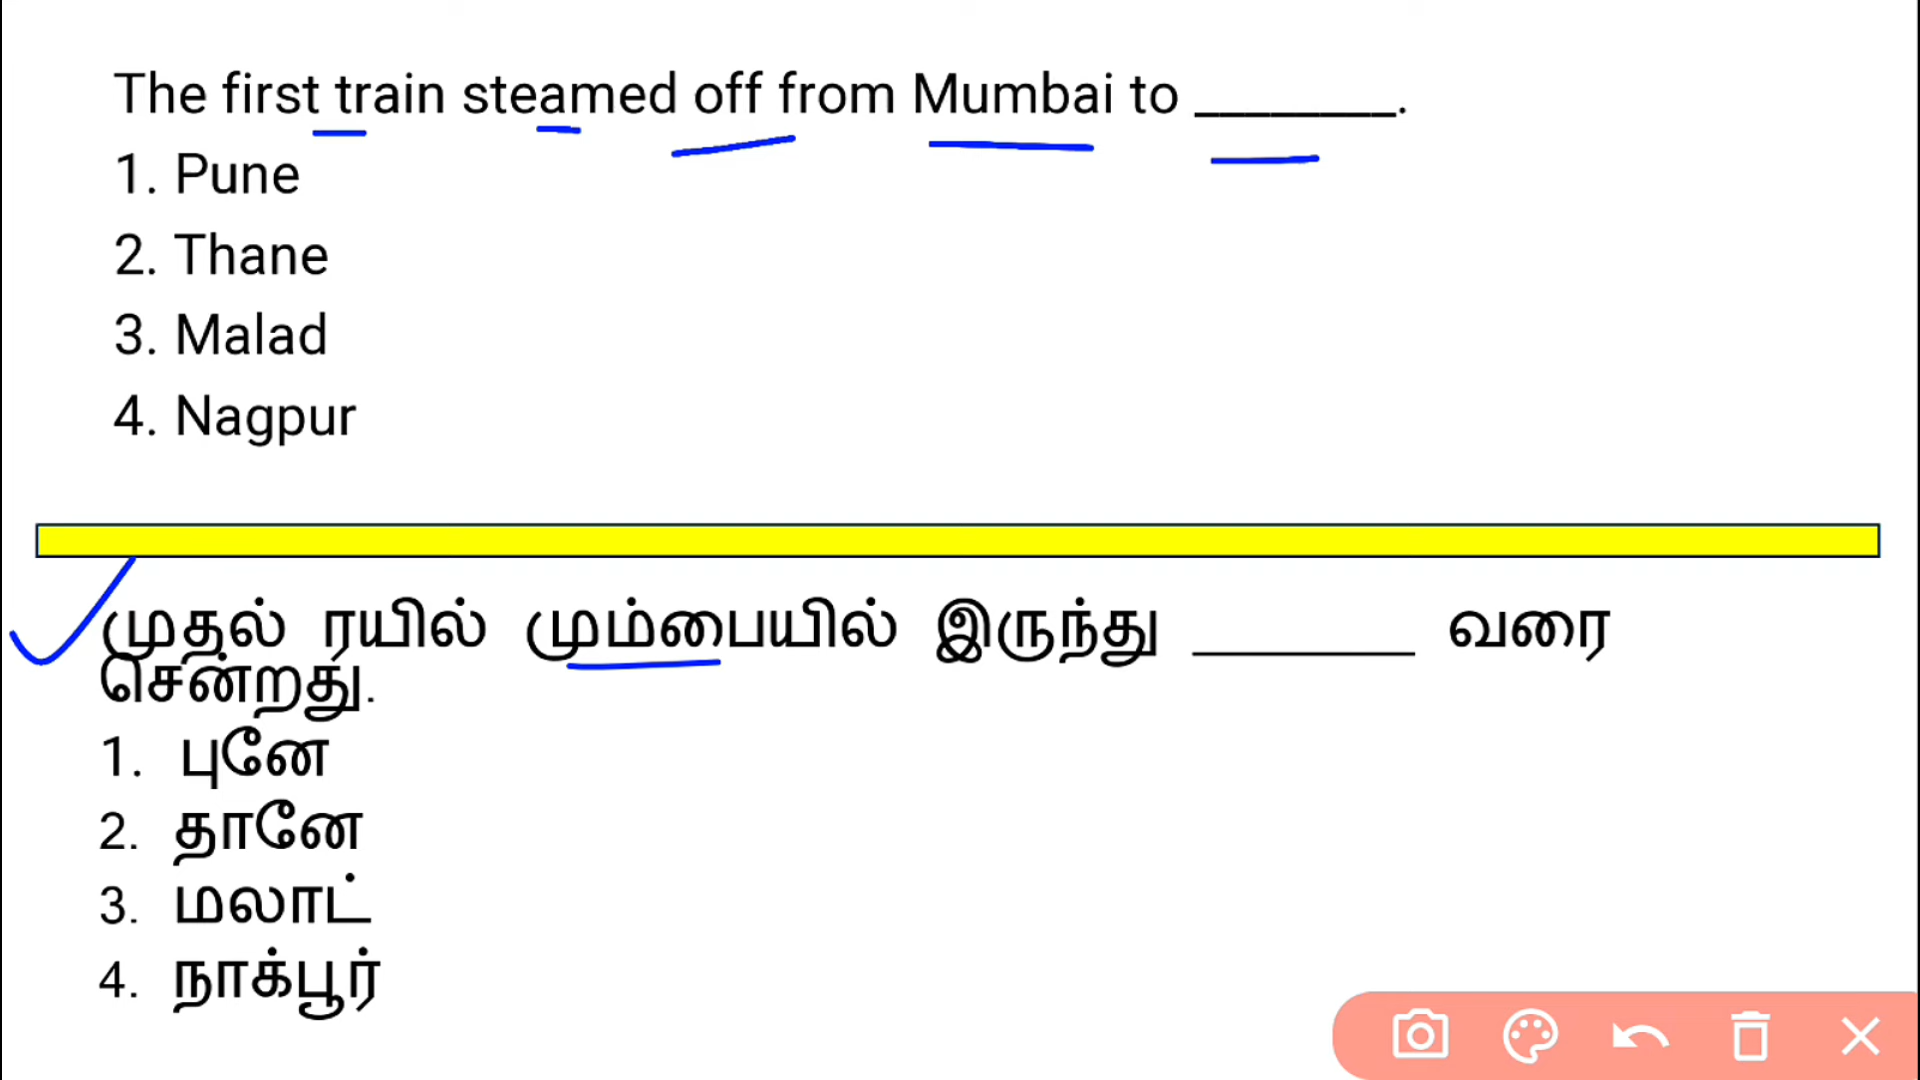 The first train steamed off from Mumbai to ________.
1. Pune
2. Thane
3. Malad
4. Nagpur
முதல் ரயில் மும்பையில் இருந்து ________ வரை
சென்றது.
1. புனே
2. தானே
3. மலாட்
4. நாக்பூர்